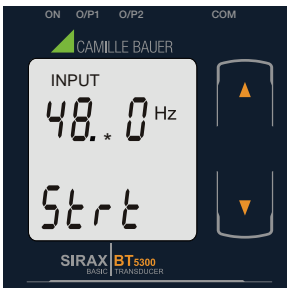 ON O/P1 O/P2 COM
CAMILLE BAUER
INPUT
48.* 0 Hz
Strt
SIRAX BT5300
BASIC TRANSDUCER